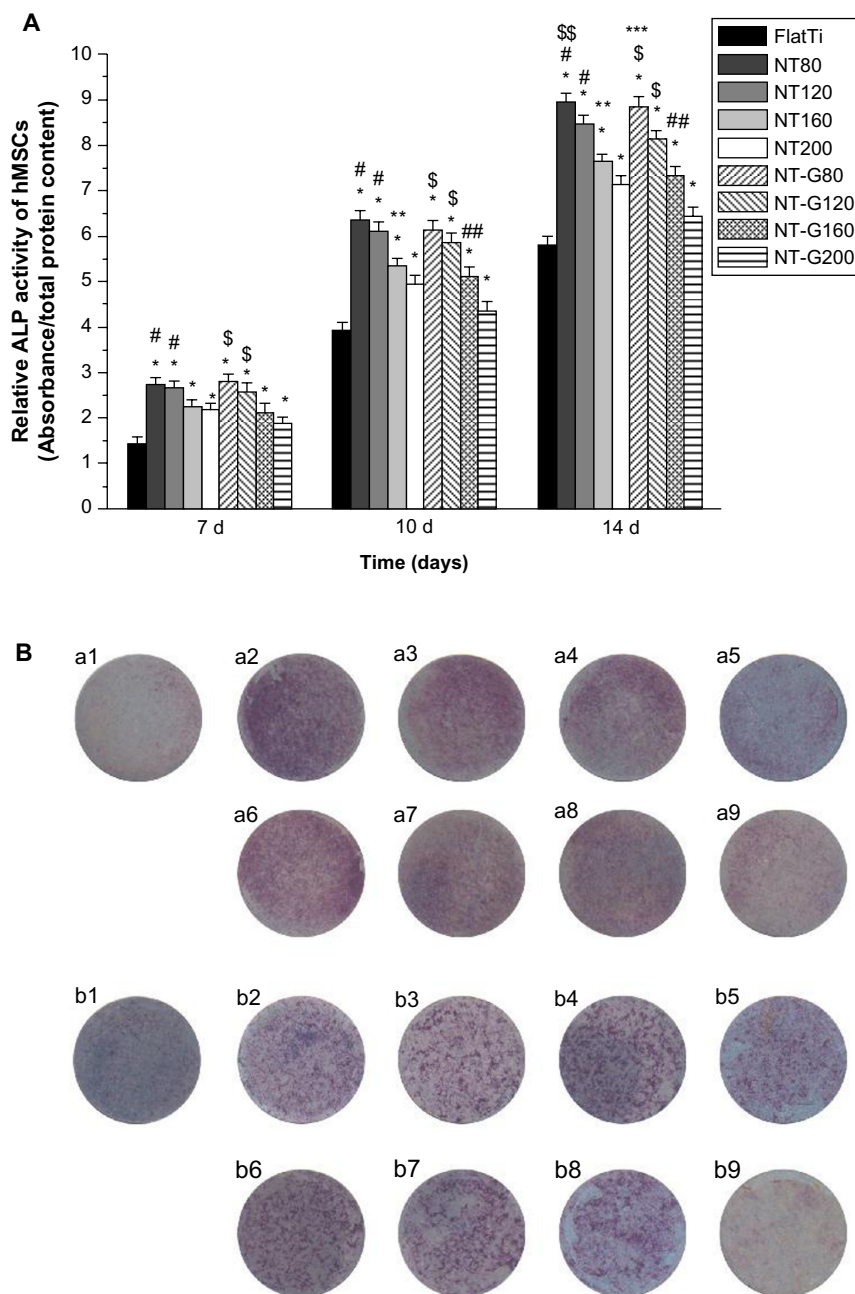 A
Relative ALP activity of hMSCs
(Absorbance/total protein content)
10
9
8
7
6
5
4
3
2
1
0
# # $ $
* * * * * * * *
# # ** $ $ ##
* * * * * * * *
$$ # * # * ** * * *** $ * $ * ## * *
7 d 10 d 14 d
Time (days)
FlatTi
NT80
NT120
NT160
NT200
NT-G80
NT-G120
NT-G160
NT-G200
B
a1 a2 a3 a4 a5
a6 a7 a8 a9
b1 b2 b3 b4 b5
b6 b7 b8 b9